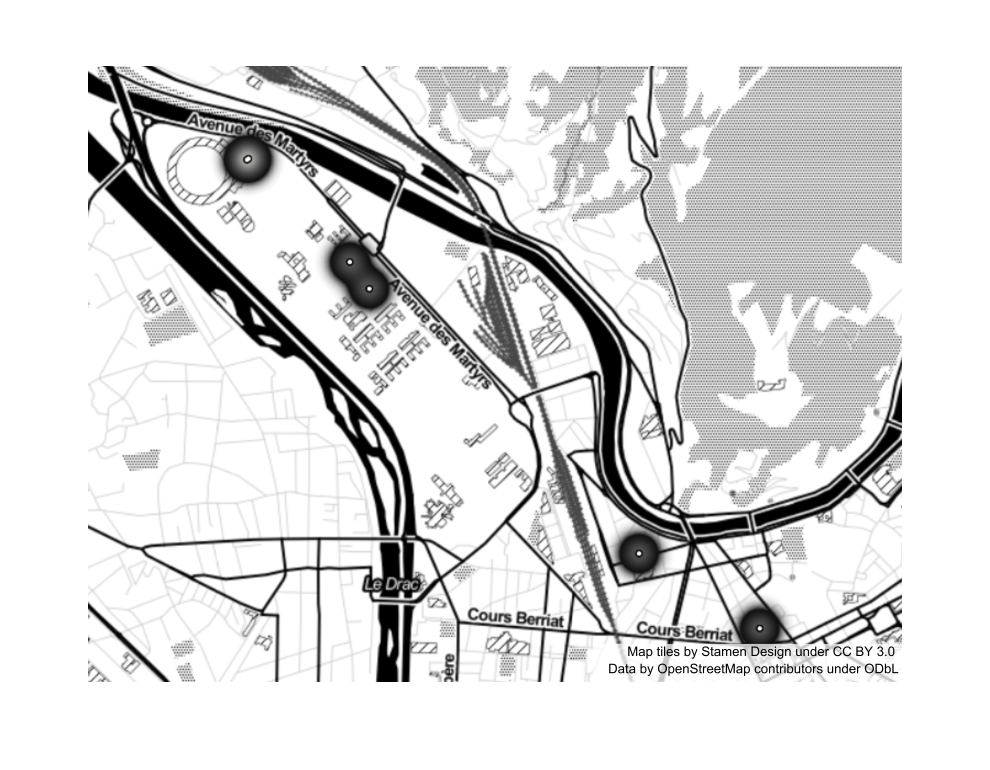 Avenue des Martyrs
Avenue des Martyrs
Le Drac
Cours Berriat
Cours Berriat
Map tiles by Stamen Design under CC BY 3.0
Data by OpenStreetMap contributors under ODbL